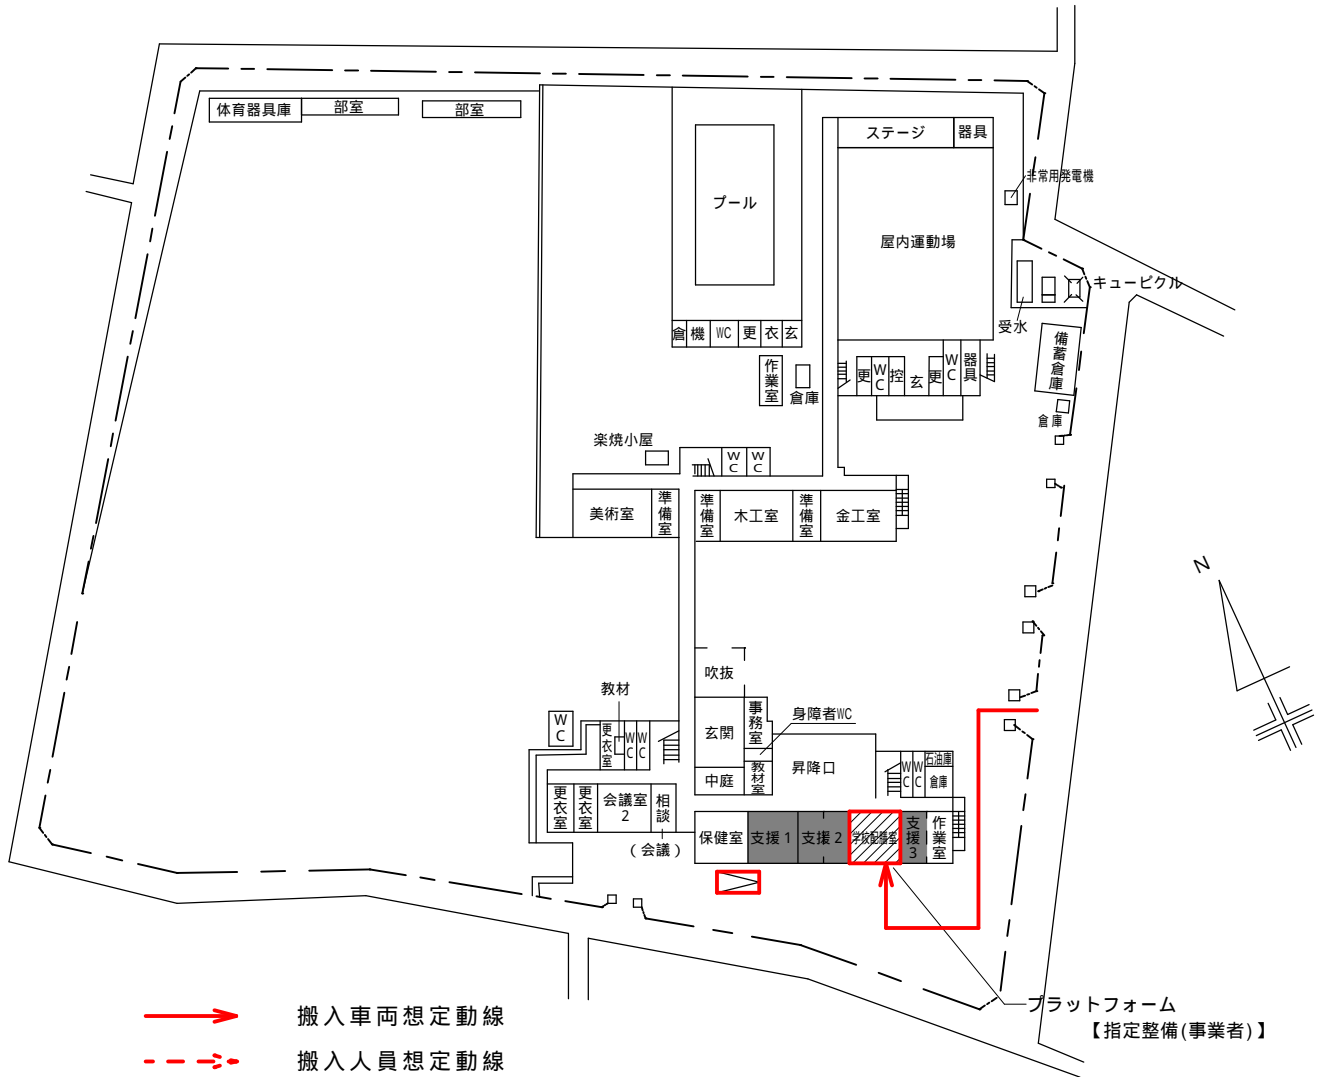 体育器具庫
部室
部室
ステージ
器具
非常用発電機
プール
屋内運動場
キュービクル
受水
備蓄倉庫
倉
機
WC
更
衣
玄
作業室
倉庫
更
WC
控
玄
更
WC
器具
倉庫
楽焼小屋
WC
WC
美術室
準備室
準備室
木工室
準備室
金工室
N
吹抜
教材
身障者WC
WC
更衣室
WC
WC
玄関
事務室
昇降口
WC
WC
石油庫
倉庫
中庭
教材室
更衣室
更衣室
会議室
2
相談
(会議)
保健室
支援1
支援2
学校配膳室
支援3
作業室
プラットフォーム
【指定整備(事業者)】
搬入車両想定動線
搬入人員想定動線